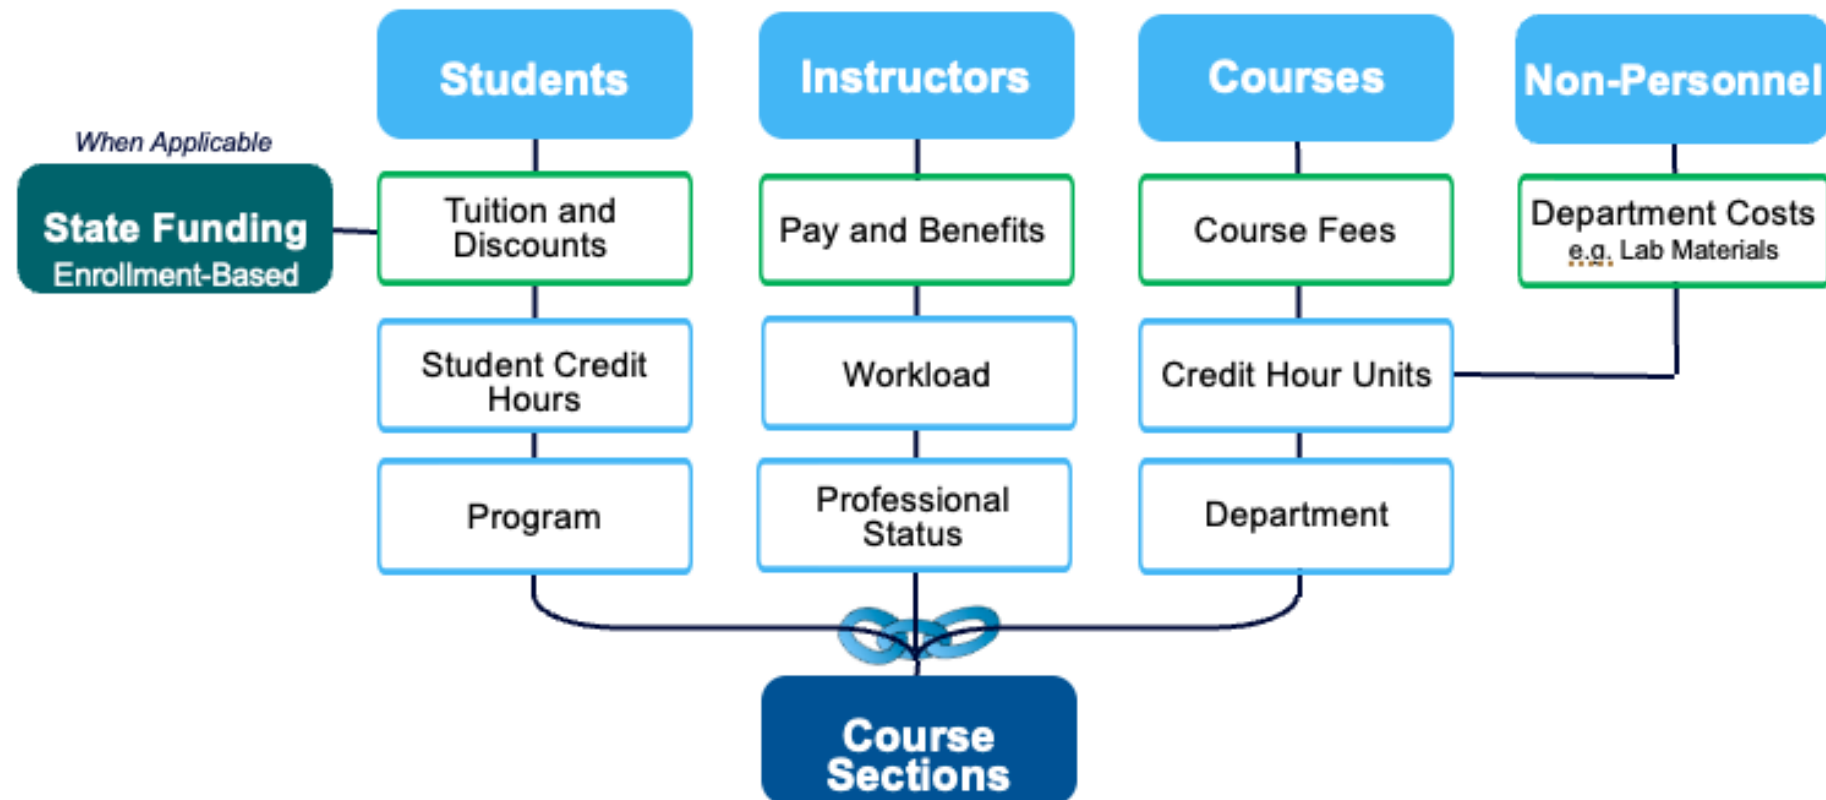 Students
Instructors
Courses
Non-Personnel
When Applicable
State Funding
Enrollment-Based
Tuition and
Discounts
Pay and Benefits
Course Fees
Department Costs
e.g. Lab Materials
Student Credit
Hours
Workload
Credit Hour Units
Program
Professional
Status
Department
Course
Sections